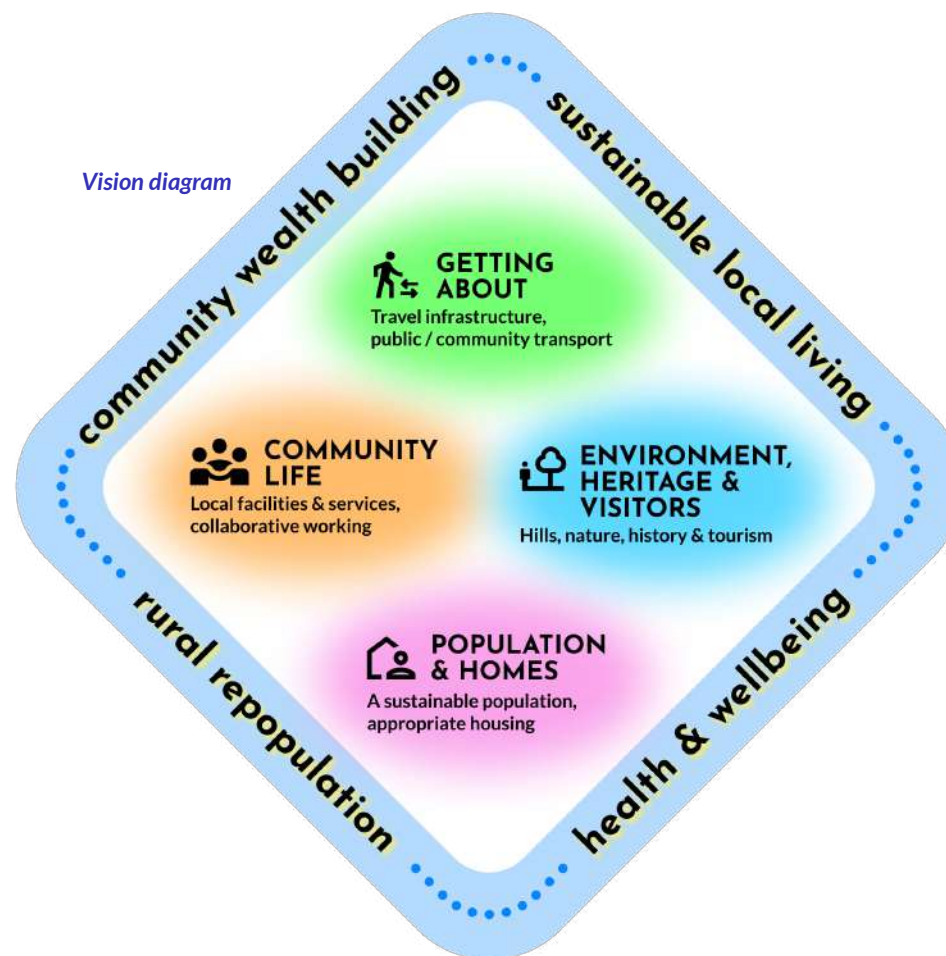 Vision diagram
community wealth building
sustainable local living
GETTING
ABOUT
Travel infrastructure,
public / community transport
COMMUNITY
LIFE
Local facilities & services,
collaborative working
ENVIRONMENT,
HERITAGE &
VISITORS
Hills, nature, history & tourism
POPULATION
& HOMES
A sustainable population,
appropriate housing
rural repopulation
health & wellbeing